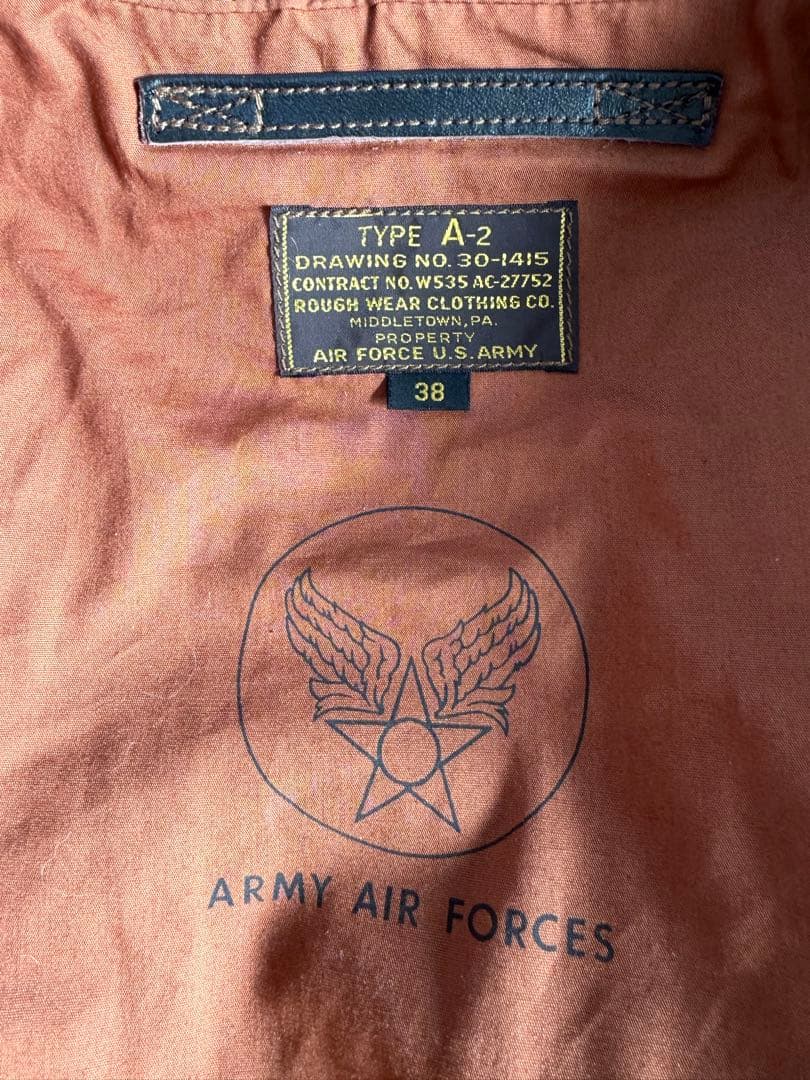 TYPE A-2
DRAWING NO. 30-1415
CONTRACT NO. W535 AC-27752
ROUGH WEAR CLOTHING CO.
MIDDLETOWN, PA.
PROPERTY
AIR FORCE U.S. ARMY
38
ARMY AIR FORCES